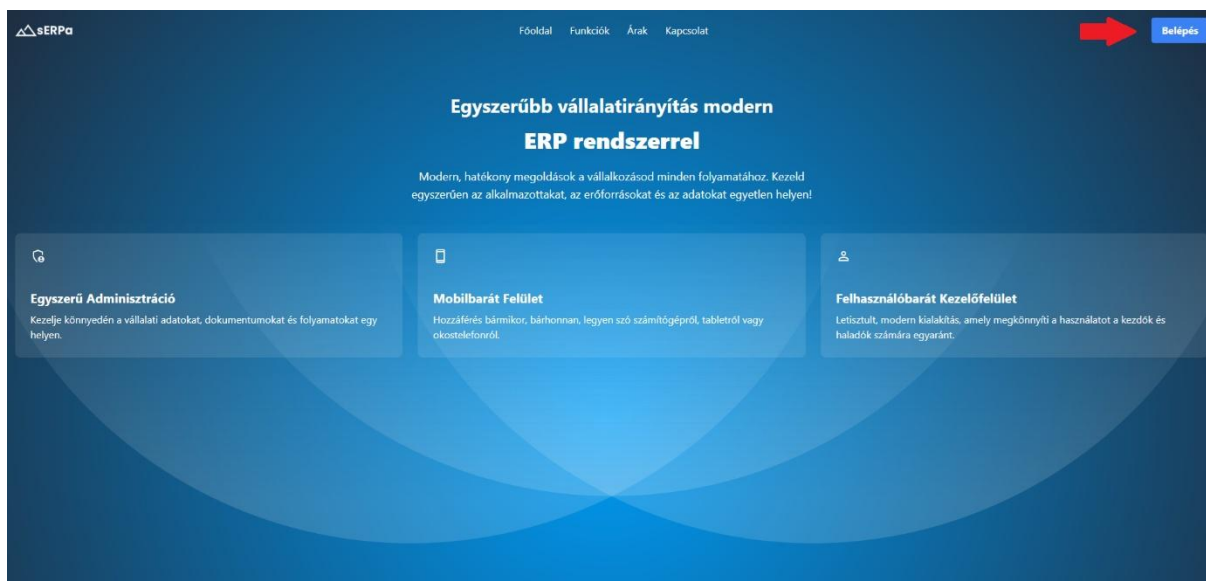 sERPa
Főoldal Funkciók Árak Kapcsolat
Belépés
Egyszerűbb vállalatirányítás modern
ERP rendszerrel
Modern, hatékony megoldások a vállalkozásod minden folyamatához. Kezeld
egyszerűen az alkalmazottakat, az erőforrásokat és az adatokat egyetlen helyen!
Egyszerű Adminisztráció
Kezelje könnyedén a vállalati adatokat, dokumentumokat és folyamatokat egy
helyen.
Mobilbarát Felület
Hozzáférés bármikor, bárhonnan, legyen szó számítógépről, tabletről vagy
okostelefonról.
Felhasználóbarát Kezelőfelület
Letisztult, modern kialakítás, amely megkönnyíti a használatot a kezdők és
haladók számára egyaránt.